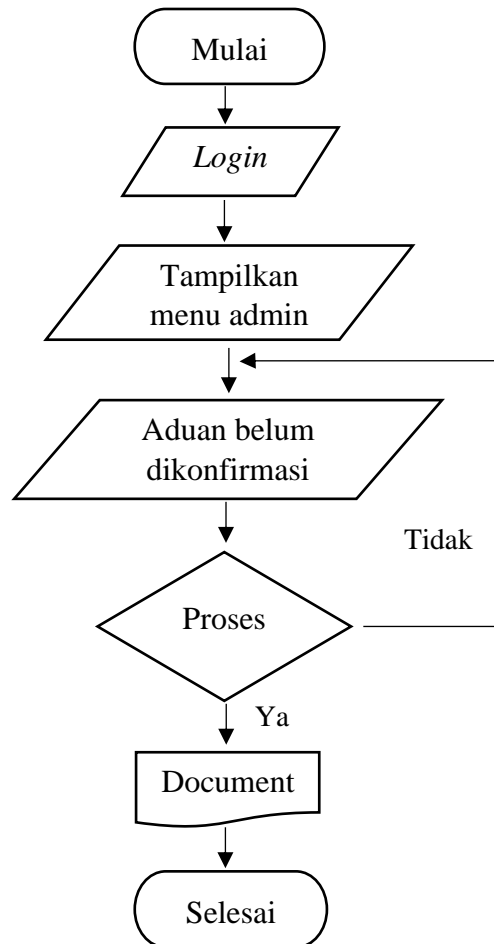 Mulai
Login
Tampilkan
menu admin
Aduan belum
dikonfirmasi
Tidak
Proses
Ya
Document
Selesai